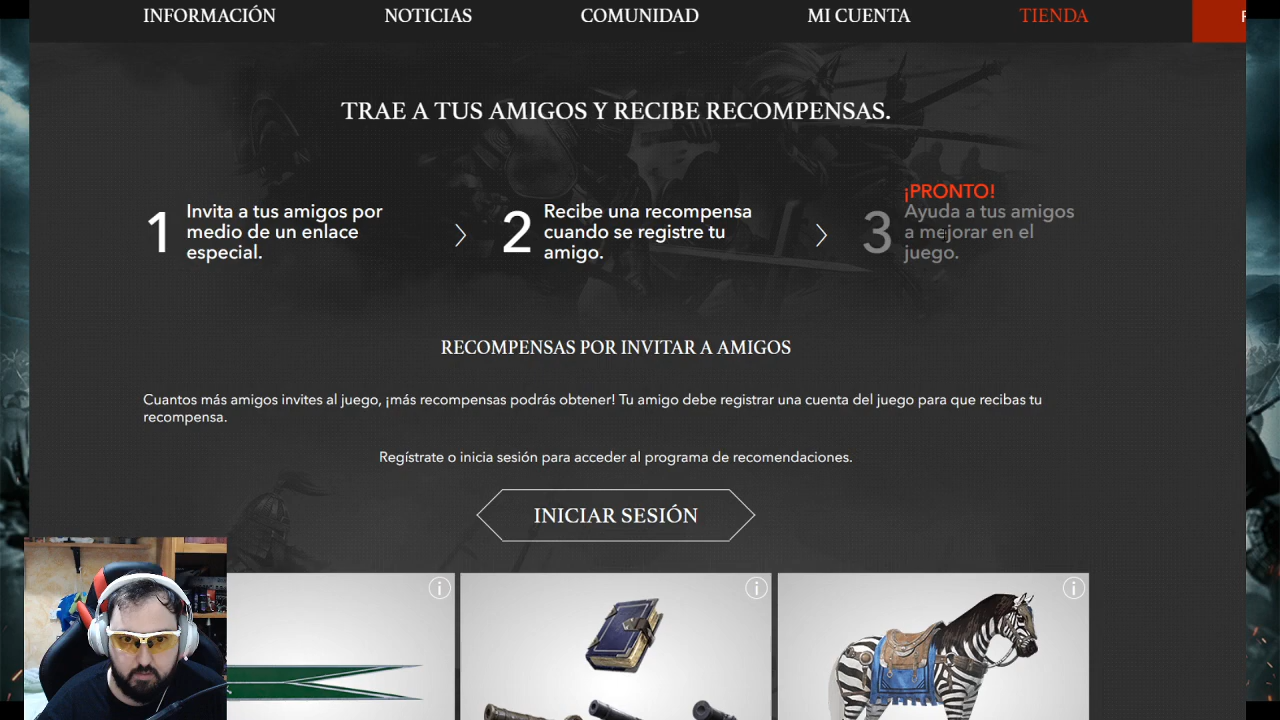 INFORMACIÓN NOTICIAS COMUNIDAD MI CUENTA TIENDA
TRAE A TUS AMIGOS Y RECIBE RECOMPENSAS.
1
Invita a tus amigos por
medio de un enlace
especial.
2
Recibe una recompensa
cuando se registre tu
amigo.
¡PRONTO!
3
Ayuda a tus amigos
a mejorar en el
juego.
RECOMPENSAS POR INVITAR A AMIGOS
Cuantos más amigos invites al juego, ¡más recompensas podrás obtener! Tu amigo debe registrar una cuenta del juego para que recibas tu
recompensa.
Regístrate o inicia sesión para acceder al programa de recomendaciones.
INICIAR SESIÓN